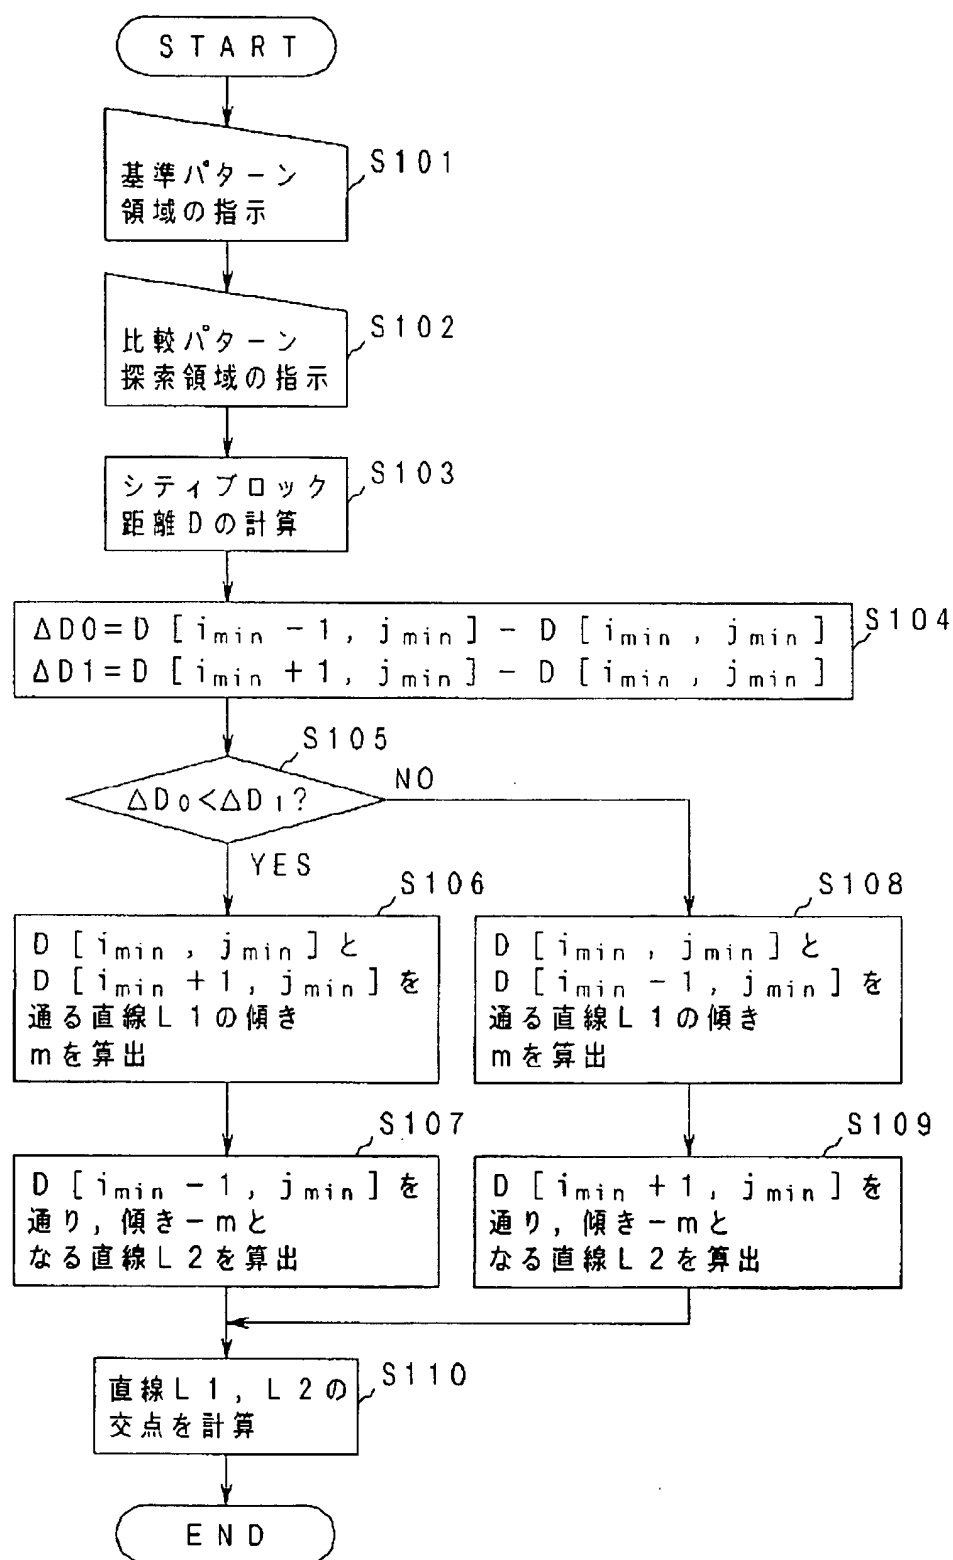 START
S101
基準パターン
領域の指示
S102
比較パターン
探索領域の指示
S103
シティブロック
距離Dの計算
S104
ΔD0=D[imin −1, jmin]−D[imin , jmin]
ΔD1=D[imin +1, jmin]−D[imin , jmin]
S105
ΔD0<ΔD1?
NO
YES
S106
D[imin , jmin]と
D[imin +1, jmin]を
通る直線L1の傾き
mを算出
S108
D[imin , jmin]と
D[imin −1, jmin]を
通る直線L1の傾き
mを算出
S107
D[imin −1, jmin]を
通り,傾き−mと
なる直線L2を算出
S109
D[imin +1, jmin]を
通り,傾き−mと
なる直線L2を算出
S110
直線L1, L2の
交点を計算
END